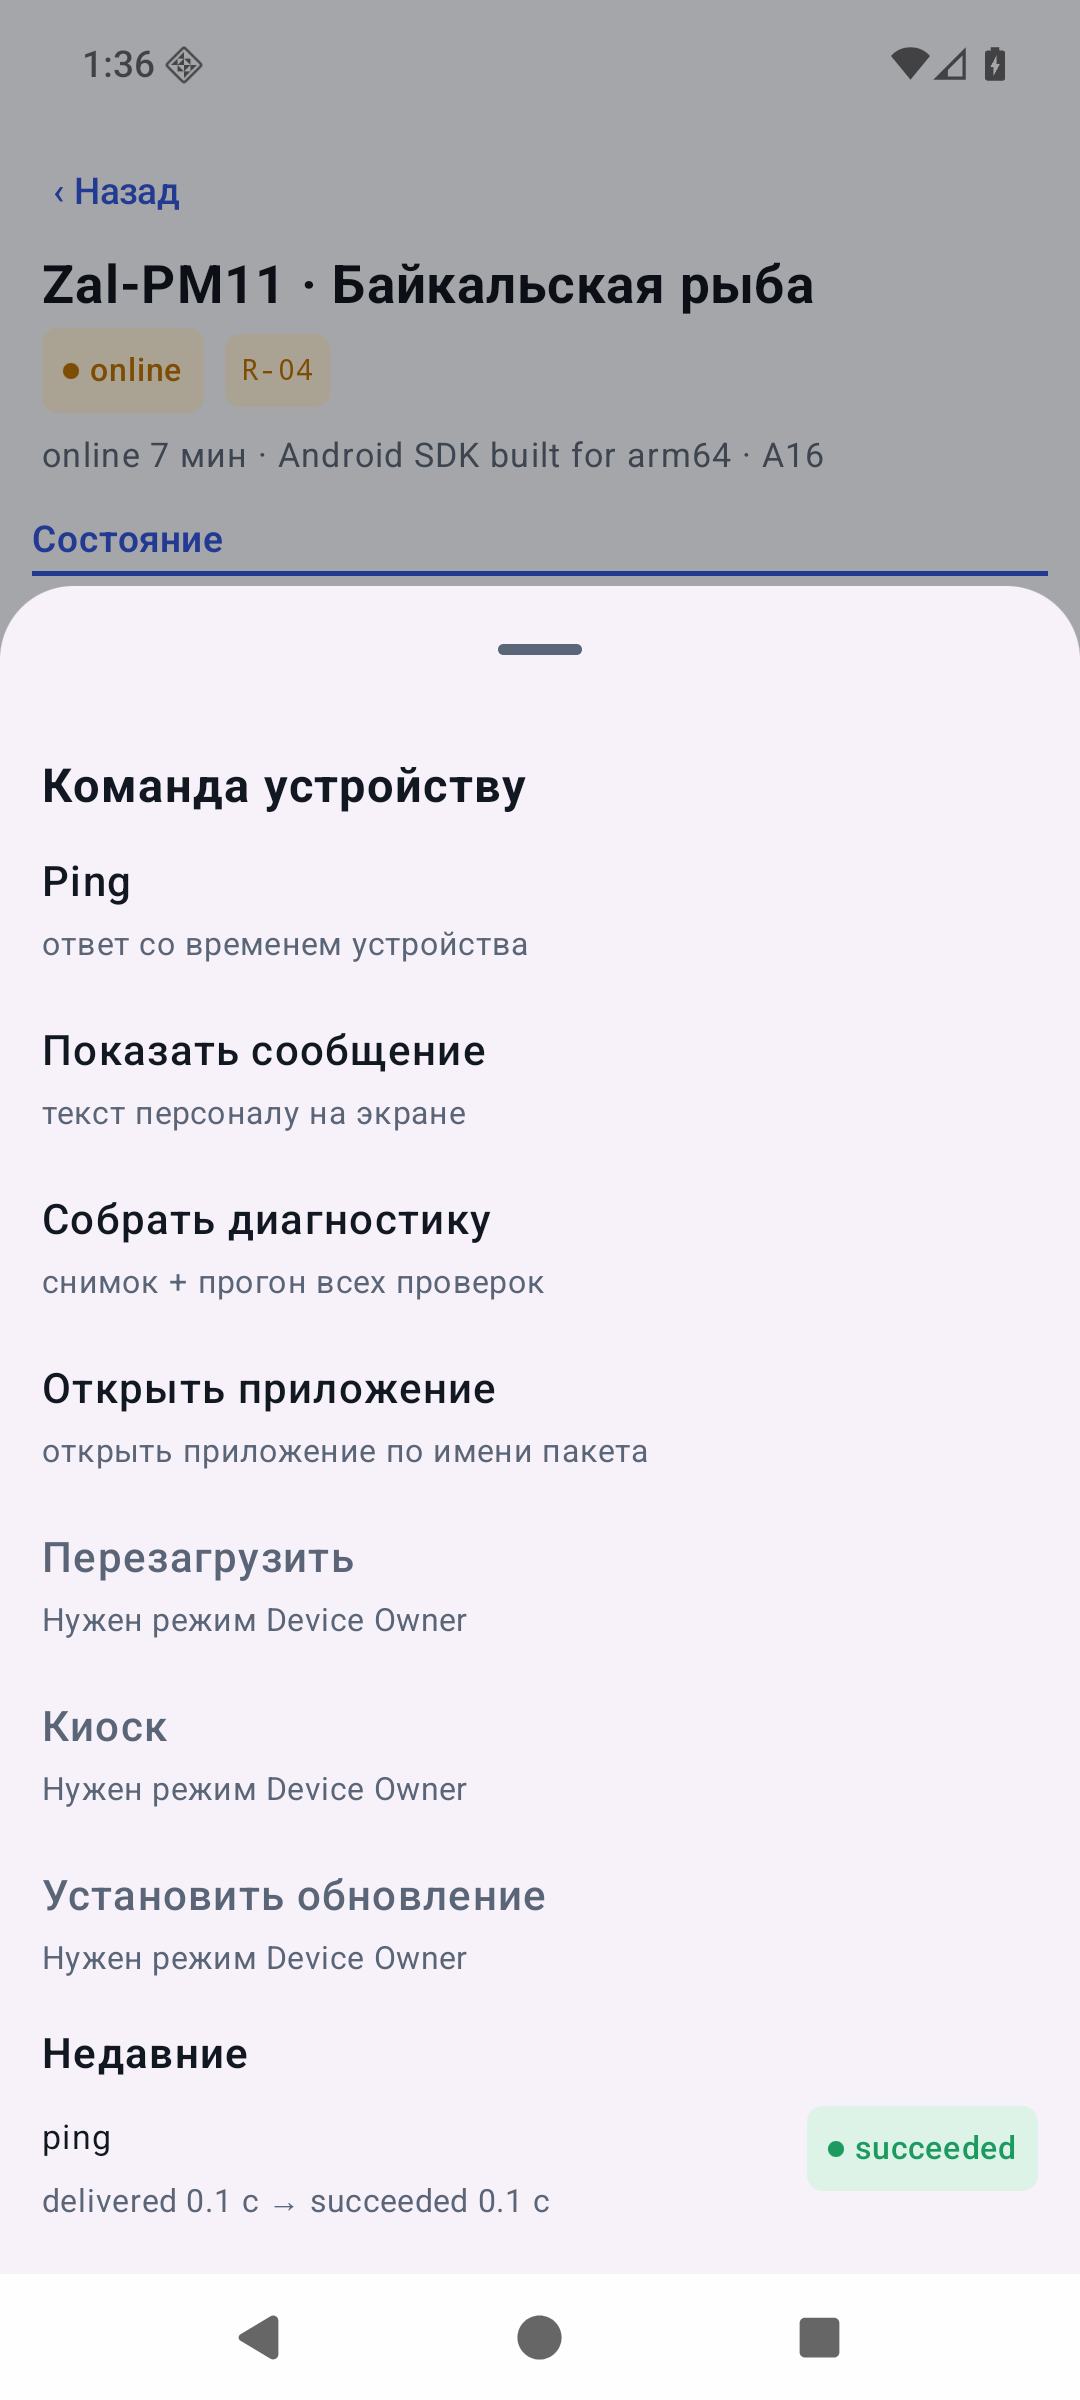 1:36
‹ Назад
Zal-PM11 · Байкальская рыба
online R-04
online 7 мин · Android SDK built for arm64 · A16
Состояние
Команда устройству
Ping
ответ со временем устройства
Показать сообщение
текст персоналу на экране
Собрать диагностику
снимок + прогон всех проверок
Открыть приложение
открыть приложение по имени пакета
Перезагрузить
Нужен режим Device Owner
Киоск
Нужен режим Device Owner
Установить обновление
Нужен режим Device Owner
Недавние
ping
succeeded
delivered 0.1 с → succeeded 0.1 с